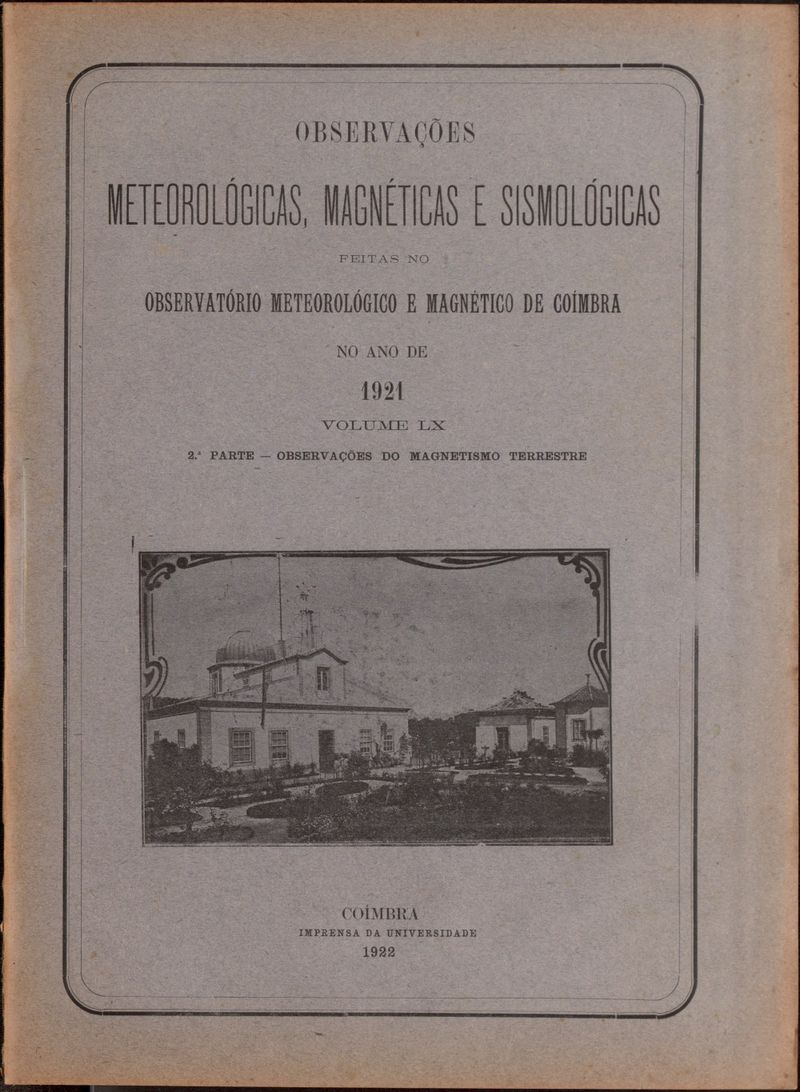 OBSERVAÇÕES
METEOROLÓGICAS, MAGNÉTICAS E SISMOLÓGICAS
FEITAS NO
OBSERVATÓRIO METEOROLÓGICO E MAGNÉTICO DE COÍMBRA
NO ANO DE
1921
VOLUME LX
2.ª PARTE — OBSERVAÇÕES DO MAGNETISMO TERRESTRE
COÍMBRA
IMPRENSA DA UNIVERSIDADE
1922